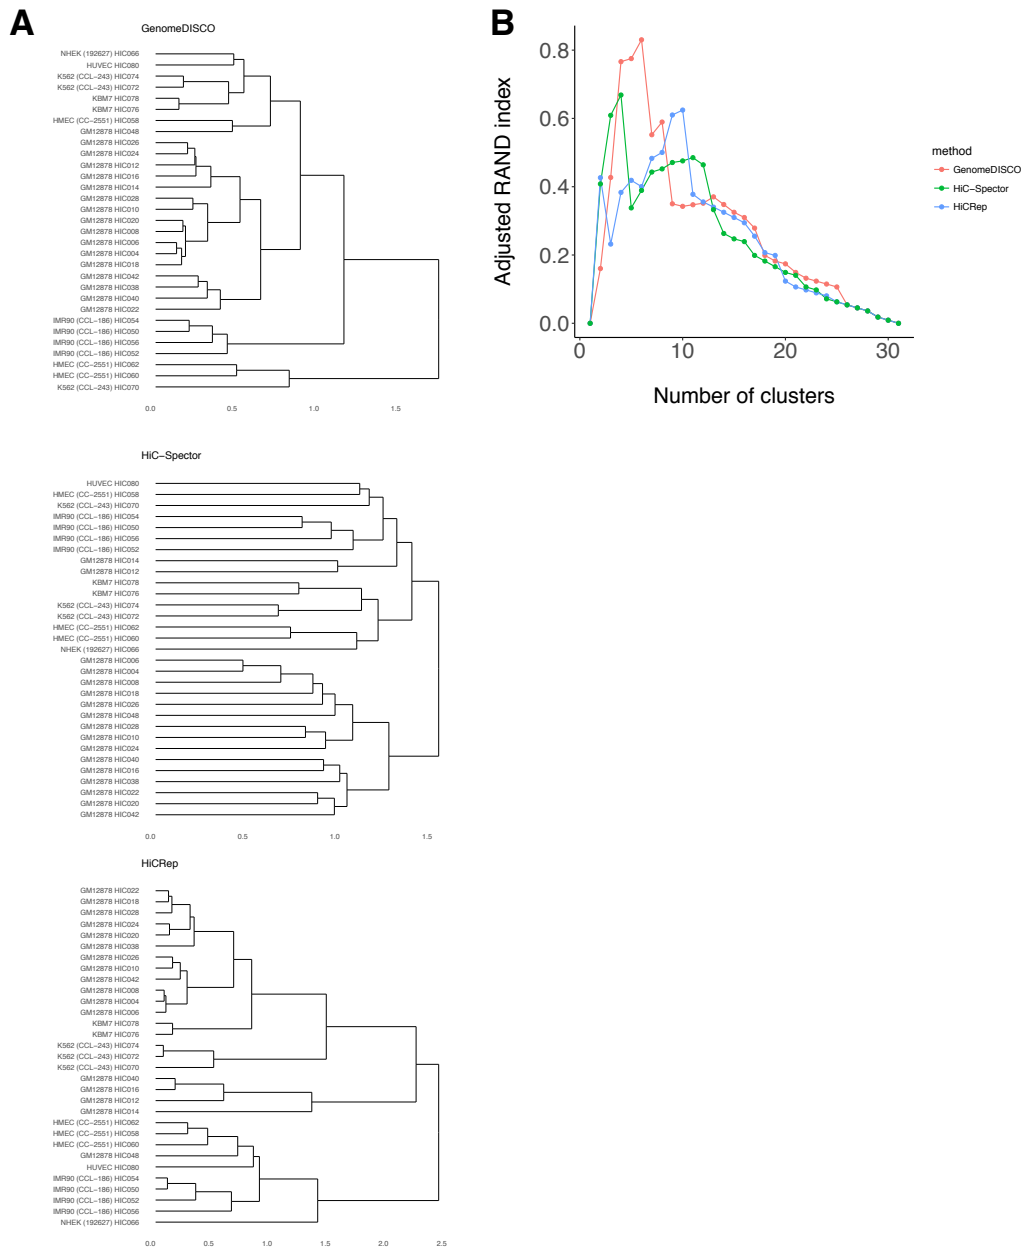 A
GenomeDISCO
NHEK (192627) HIC066
HUVEC HIC080
K562 (CCL−243) HIC074
K562 (CCL−243) HIC072
KBM7 HIC078
KBM7 HIC076
HMEC (CC−2551) HIC058
GM12878 HIC048
GM12878 HIC026
GM12878 HIC024
GM12878 HIC012
GM12878 HIC016
GM12878 HIC014
GM12878 HIC028
GM12878 HIC010
GM12878 HIC020
GM12878 HIC008
GM12878 HIC006
GM12878 HIC004
GM12878 HIC018
GM12878 HIC042
GM12878 HIC038
GM12878 HIC040
GM12878 HIC022
IMR90 (CCL−186) HIC054
IMR90 (CCL−186) HIC050
IMR90 (CCL−186) HIC056
IMR90 (CCL−186) HIC052
HMEC (CC−2551) HIC062
HMEC (CC−2551) HIC060
K562 (CCL−243) HIC070
0.0 0.5 1.0 1.5
HiC−Spector
HUVEC HIC080
HMEC (CC−2551) HIC058
K562 (CCL−243) HIC070
IMR90 (CCL−186) HIC054
IMR90 (CCL−186) HIC050
IMR90 (CCL−186) HIC056
IMR90 (CCL−186) HIC052
GM12878 HIC014
GM12878 HIC012
KBM7 HIC078
KBM7 HIC076
K562 (CCL−243) HIC074
K562 (CCL−243) HIC072
HMEC (CC−2551) HIC062
HMEC (CC−2551) HIC060
NHEK (192627) HIC066
GM12878 HIC006
GM12878 HIC004
GM12878 HIC008
GM12878 HIC018
GM12878 HIC026
GM12878 HIC048
GM12878 HIC028
GM12878 HIC010
GM12878 HIC024
GM12878 HIC040
GM12878 HIC016
GM12878 HIC038
GM12878 HIC022
GM12878 HIC020
GM12878 HIC042
0.0 0.5 1.0 1.5
HiCRep
GM12878 HIC022
GM12878 HIC018
GM12878 HIC028
GM12878 HIC024
GM12878 HIC020
GM12878 HIC038
GM12878 HIC026
GM12878 HIC010
GM12878 HIC042
GM12878 HIC008
GM12878 HIC004
GM12878 HIC006
KBM7 HIC078
KBM7 HIC076
K562 (CCL−243) HIC074
K562 (CCL−243) HIC072
K562 (CCL−243) HIC070
GM12878 HIC040
GM12878 HIC016
GM12878 HIC012
GM12878 HIC014
HMEC (CC−2551) HIC062
HMEC (CC−2551) HIC058
HMEC (CC−2551) HIC060
GM12878 HIC048
HUVEC HIC080
IMR90 (CCL−186) HIC054
IMR90 (CCL−186) HIC050
IMR90 (CCL−186) HIC052
IMR90 (CCL−186) HIC056
NHEK (192627) HIC066
0.0 0.5 1.0 1.5 2.0 2.5
B
Adjusted RAND index
0.8
0.6
0.4
0.2
0.0
0 10 20 30
Number of clusters
method
GenomeDISCO
HiC−Spector
HiCRep